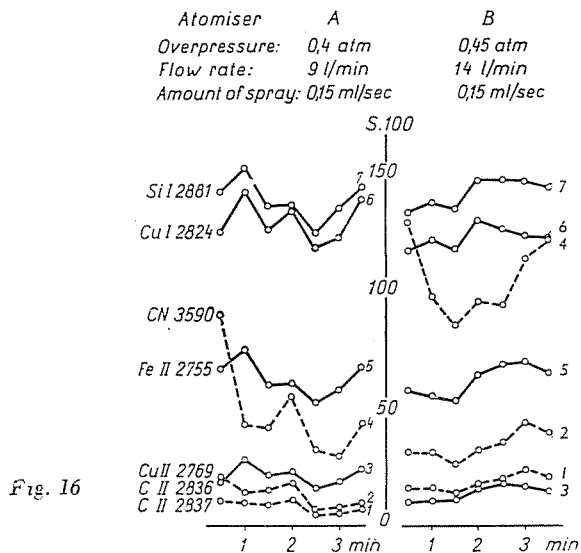 Atomiser A B
Overpressure: 0,4 atm 0,45 atm
Flow rate: 9 l/min 14 l/min
Amount of spray: 0,15 ml/sec 0,15 ml/sec
S.100
150
Si I 2881 7 7
Cu I 2824 6 6
4
CN 3590 100
Fe II 2755 5 5
50
4 2
Cu II 2769 3 1
C II 2836 2 3
C II 2837 1
0
Fig. 16
1 2 3 min 1 2 3 min